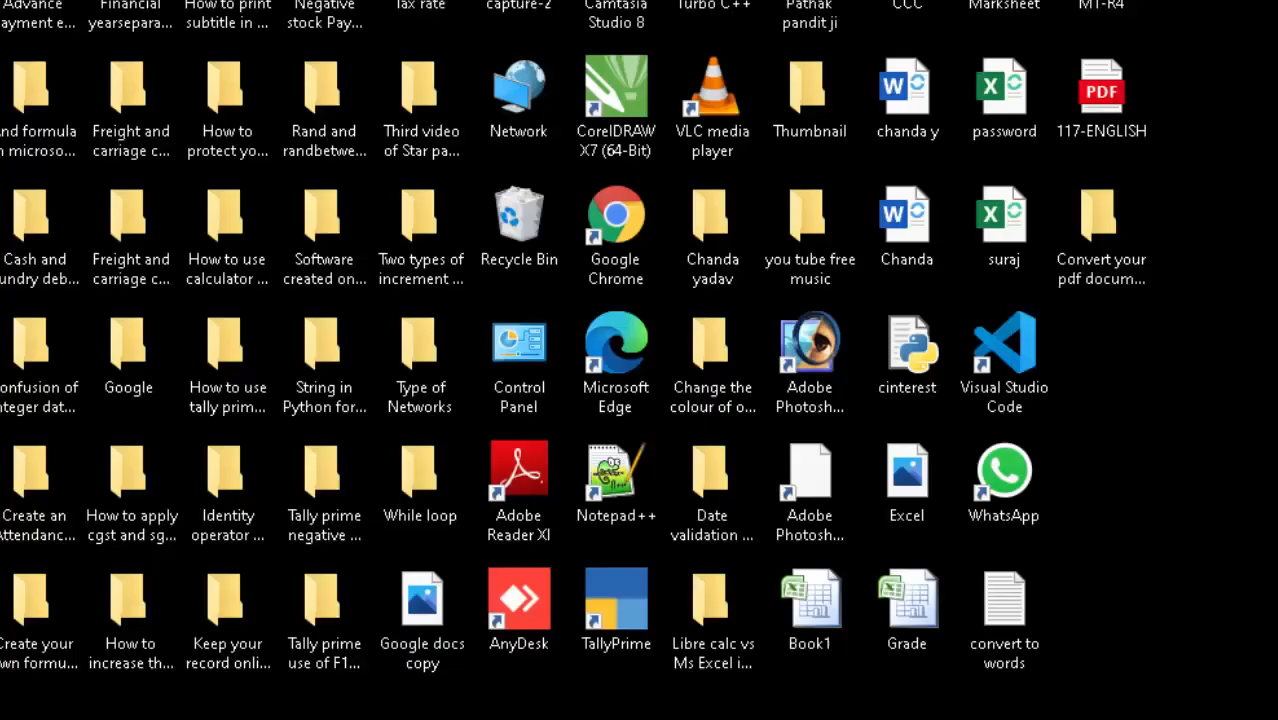 Advance
Financial
How to print
Negative
Tax rate
capture-2
Camtasia
Turbo C++
Pathak
CCC
Marksheet
MT-R4
ayment e...
yearsepara...
subtitle in ...
stock Pay...
Studio 8
pandit ji
And formula
Freight and
How to
Rand and
Third video
Network
CorelDRAW
VLC media
Thumbnail
chanda y
password
117-ENGLISH
n microso...
carriage c...
protect yo...
randbetwe...
of Star pa...
X7 (64-Bit)
player
PDF
Cash and
Freight and
How to use
Software
Two types of
Recycle Bin
Google
Chanda
you tube free
Chanda
suraj
Convert your
undry deb...
carriage c...
calculator ...
created on...
increment ...
Chrome
yadav
music
pdf docum...
onfusion of
Google
How to use
String in
Type of
Control
Microsoft
Change the
Adobe
cinterest
Visual Studio
nteger dat...
tally prim...
Python for...
Networks
Panel
Edge
colour of o...
Photosh...
Code
Create an
How to apply
Identity
Tally prime
While loop
Adobe
Notepad++
Date
Adobe
Excel
WhatsApp
Attendanc...
cgst and sg...
operator ...
negative ...
Reader XI
validation ...
Photosh...
Create your
How to
Keep your
Tally prime
Google docs
AnyDesk
TallyPrime
Libre calc vs
Book1
Grade
convert to
wn formu...
increase th...
record onli...
use of F1...
copy
Ms Excel i...
words